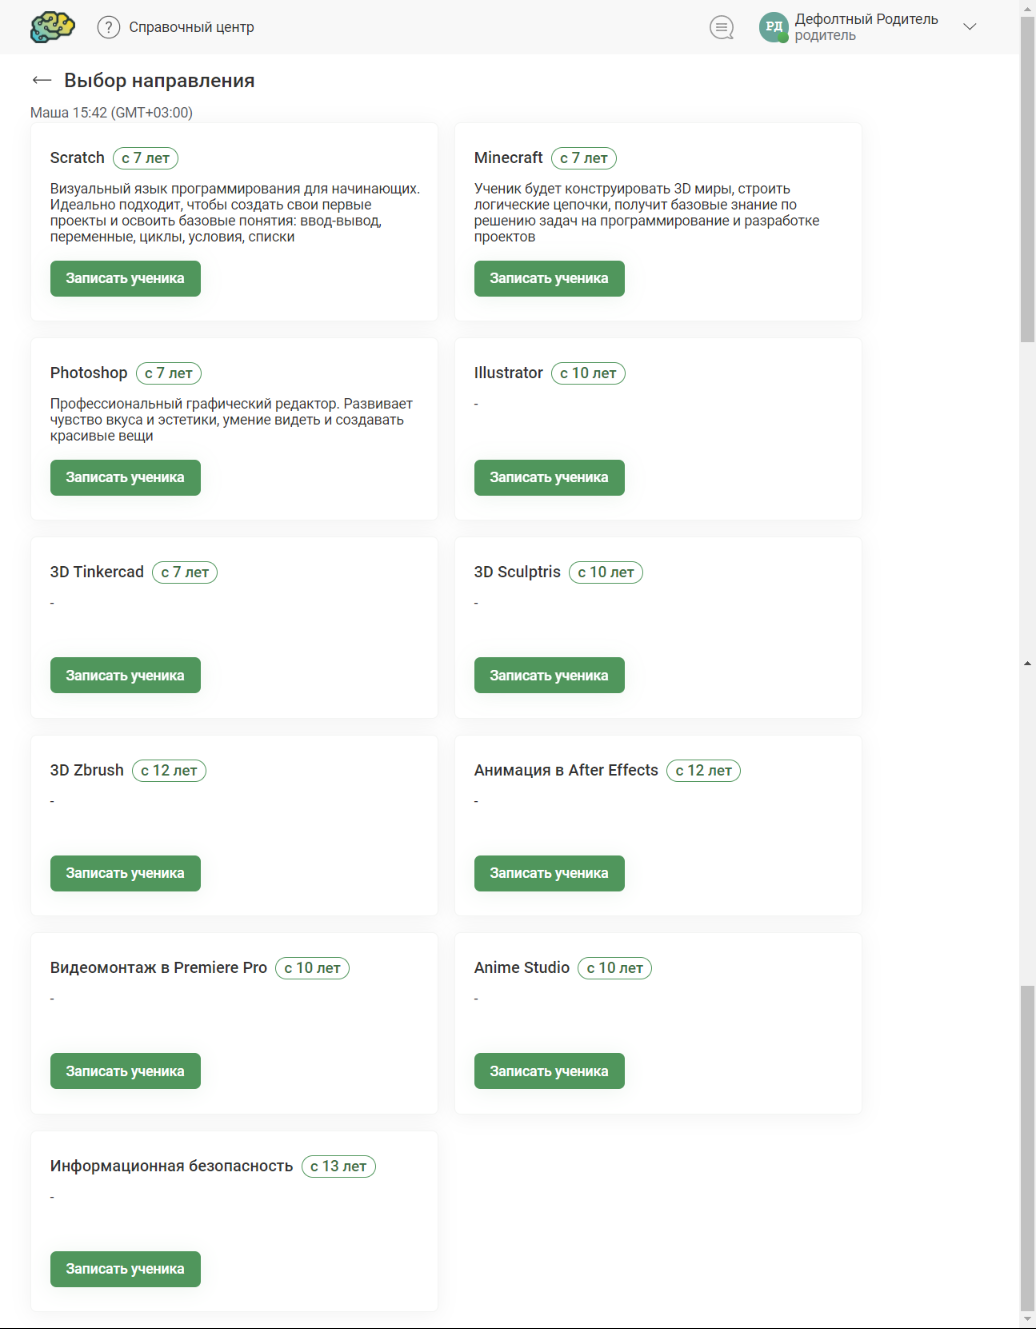 ? Справочный центр
РД Дефолтный Родитель
родитель
← Выбор направления
Маша 15:42 (GMT+03:00)
Scratch с 7 лет
Визуальный язык программирования для начинающих.
Идеально подходит, чтобы создать свои первые
проекты и освоить базовые понятия: ввод-вывод,
переменные, циклы, условия, списки
Записать ученика
Minecraft с 7 лет
Ученик будет конструировать 3D миры, строить
логические цепочки, получит базовые знание по
решению задач на программирование и разработке
проектов
Записать ученика
Photoshop с 7 лет
Профессиональный графический редактор. Развивает
чувство вкуса и эстетики, умение видеть и создавать
красивые вещи
Записать ученика
Illustrator с 10 лет
-
Записать ученика
3D Tinkercad с 7 лет
-
Записать ученика
3D Sculptris с 10 лет
-
Записать ученика
3D Zbrush с 12 лет
-
Записать ученика
Анимация в After Effects с 12 лет
-
Записать ученика
Видеомонтаж в Premiere Pro с 10 лет
-
Записать ученика
Anime Studio с 10 лет
-
Записать ученика
Информационная безопасность с 13 лет
-
Записать ученика